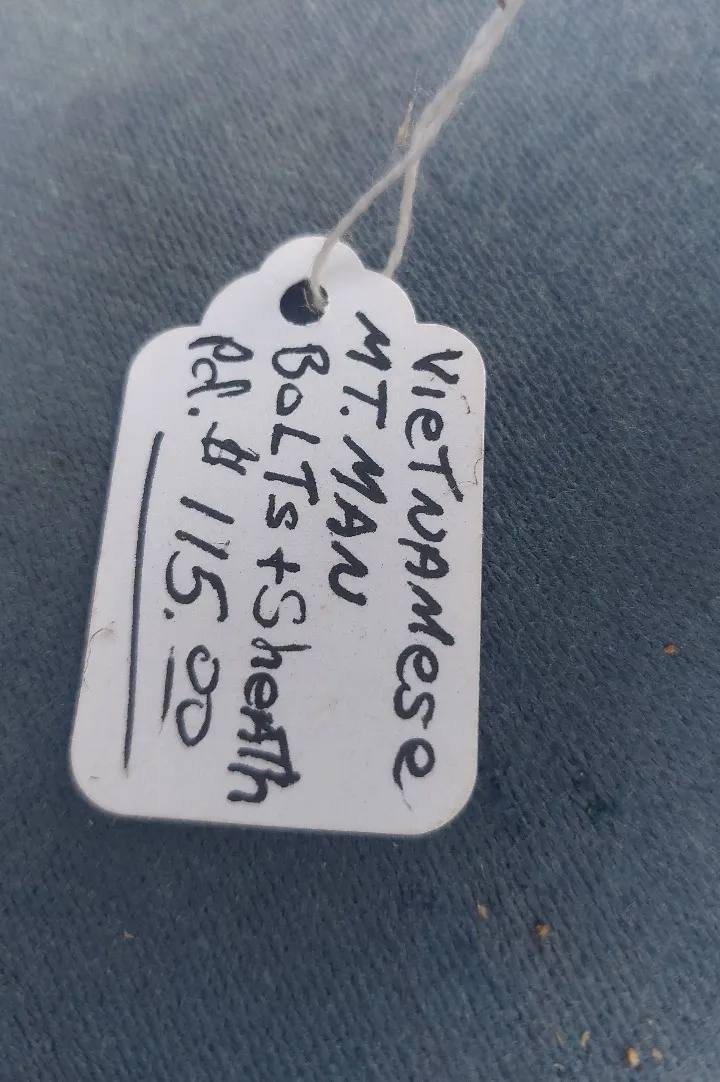 VIeTNAMese
MT. MAN
BOLTs + SheATh
Pd. $ 115.00